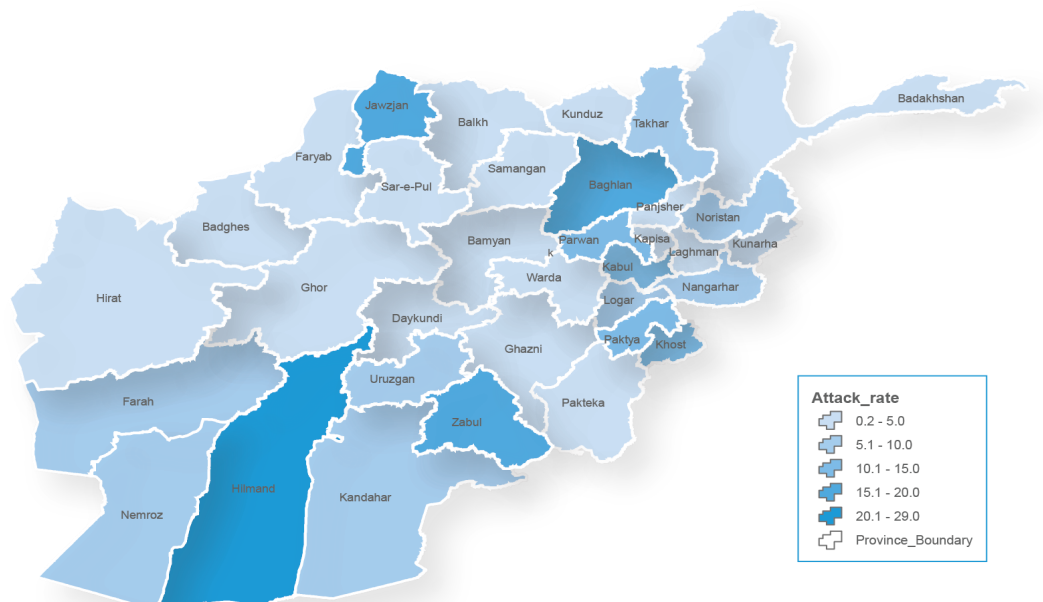 Jawzjan
Badakhshan
Balkh
Kunduz
Takhar
Faryab
Samangan
Baghlan
Sar-e-Pul
Panjsher
Noristan
Badghes
Bamyan
Parwan
Kapisa
Kunarha
k
Laghman
Kabul
Warda
Nangarhar
Hirat
Ghor
Logar
Daykundi
Paktya
Khost
Ghazni
Uruzgan
Farah
Pakteka
Zabul
Hilmand
Kandahar
Nemroz
Attack_rate
0.2 - 5.0
5.1 - 10.0
10.1 - 15.0
15.1 - 20.0
20.1 - 29.0
Province_Boundary